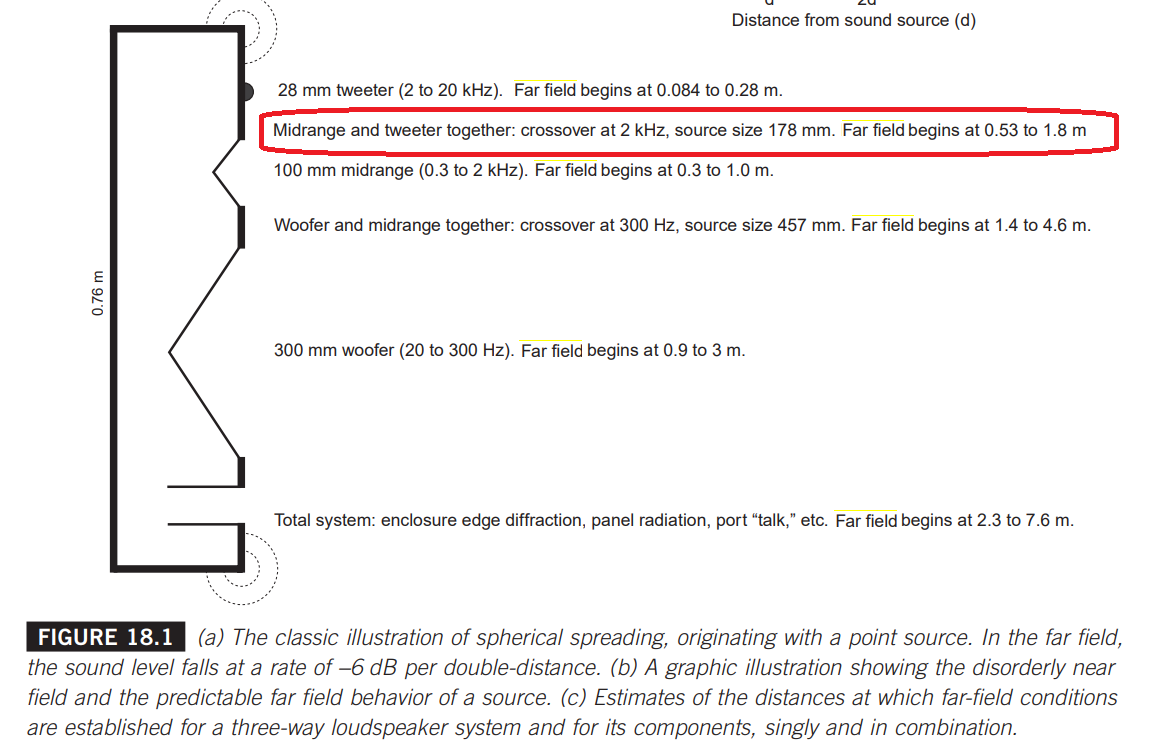 d 2d
Distance from sound source (d)
28 mm tweeter (2 to 20 kHz). Far field begins at 0.084 to 0.28 m.
Midrange and tweeter together: crossover at 2 kHz, source size 178 mm. Far field begins at 0.53 to 1.8 m
100 mm midrange (0.3 to 2 kHz). Far field begins at 0.3 to 1.0 m.
Woofer and midrange together: crossover at 300 Hz, source size 457 mm. Far field begins at 1.4 to 4.6 m.
0.76 m
300 mm woofer (20 to 300 Hz). Far field begins at 0.9 to 3 m.
Total system: enclosure edge diffraction, panel radiation, port “talk,” etc. Far field begins at 2.3 to 7.6 m.
FIGURE 18.1 (a) The classic illustration of spherical spreading, originating with a point source. In the far field,
the sound level falls at a rate of –6 dB per double-distance. (b) A graphic illustration showing the disorderly near
field and the predictable far field behavior of a source. (c) Estimates of the distances at which far-field conditions
are established for a three-way loudspeaker system and for its components, singly and in combination.